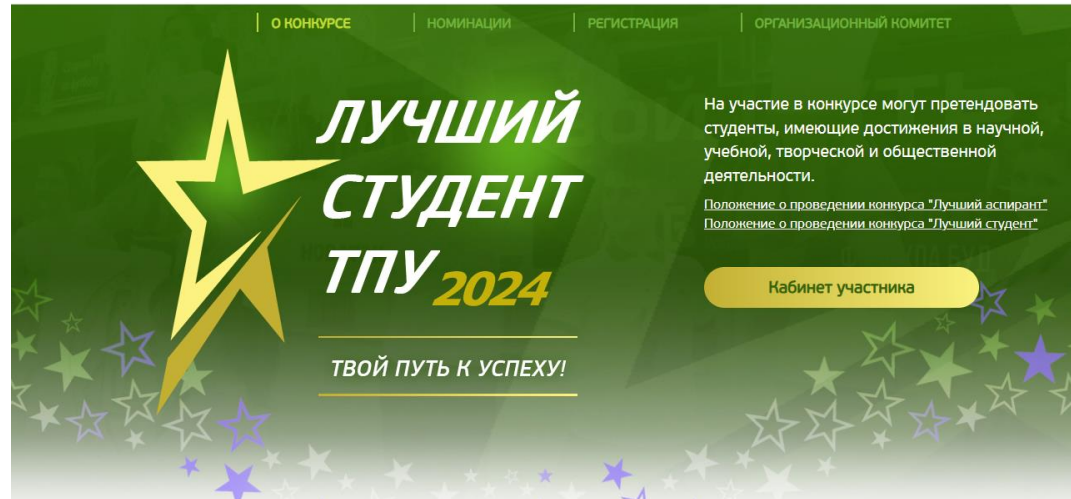 О КОНКУРСЕ
НОМИНАЦИИ
РЕГИСТРАЦИЯ
ОРГАНИЗАЦИОННЫЙ КОМИТЕТ
ЛУЧШИЙ
СТУДЕНТ
ТПУ 2024
ТВОЙ ПУТЬ К УСПЕХУ!
На участие в конкурсе могут претендовать
студенты, имеющие достижения в научной,
учебной, творческой и общественной
деятельности.
Положение о проведении конкурса "Лучший аспирант"
Положение о проведении конкурса "Лучший студент"
Кабинет участника